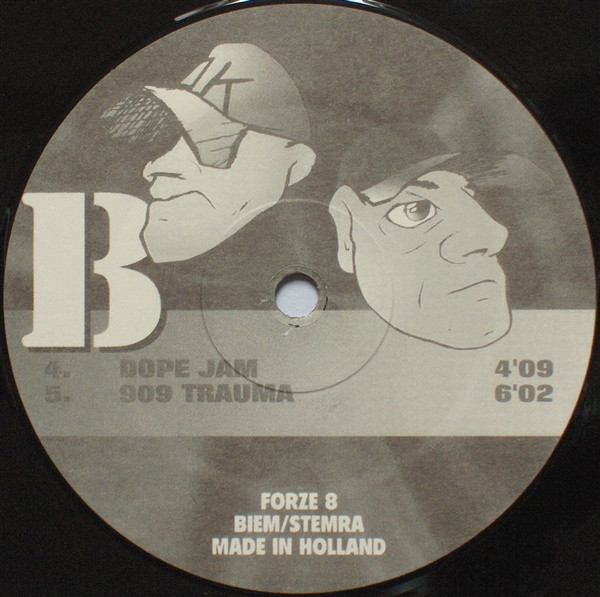 K
B
4. DOPE JAM 4'09
5. 909 TRAUMA 6'02
FORZE 8
BIEM/STEMRA
MADE IN HOLLAND